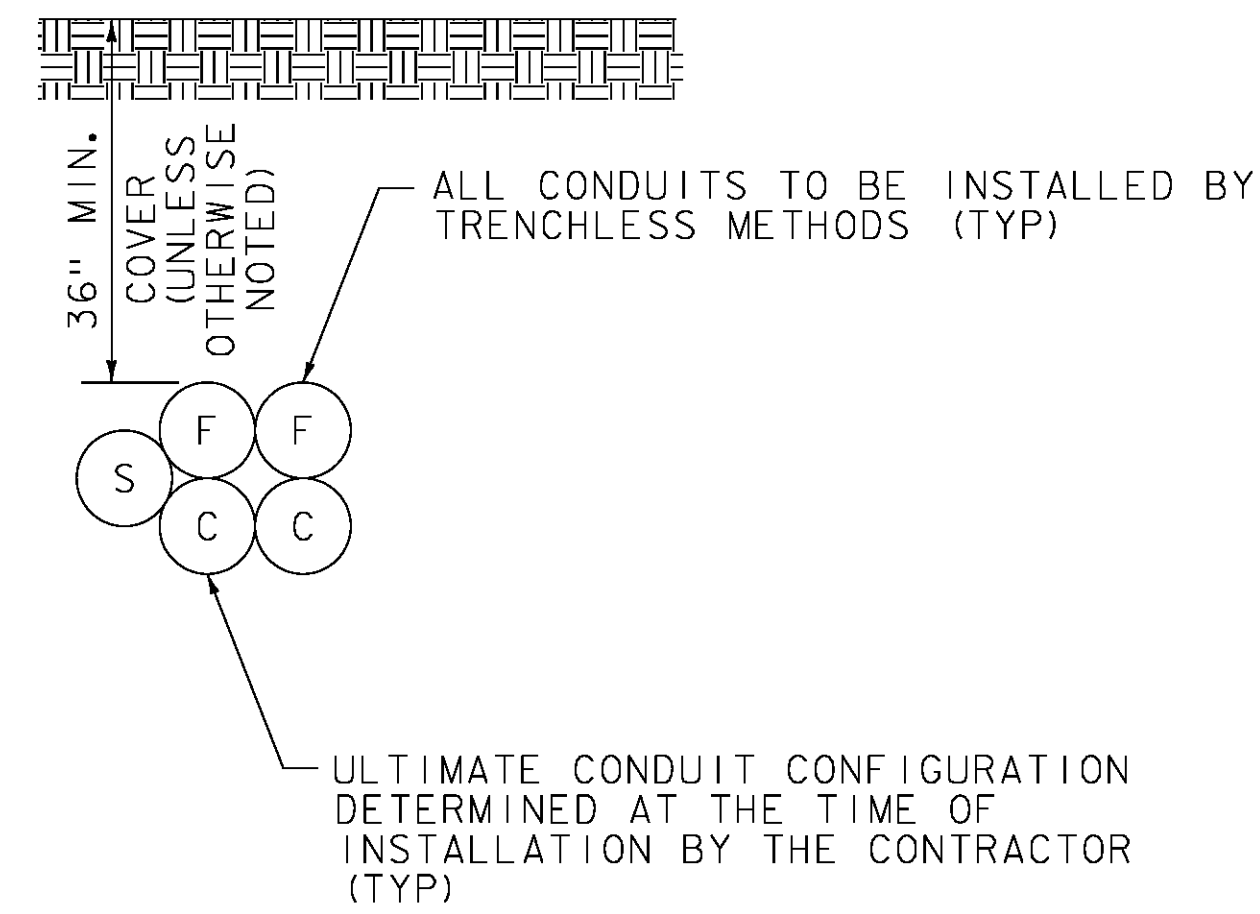 36" MIN.
COVER
(UNLESS
OTHERWISE
NOTED)
ALL CONDUITS TO BE INSTALLED BY
TRENCHLESS METHODS (TYP)
F F
S
C C
ULTIMATE CONDUIT CONFIGURATION
DETERMINED AT THE TIME OF
INSTALLATION BY THE CONTRACTOR
(TYP)